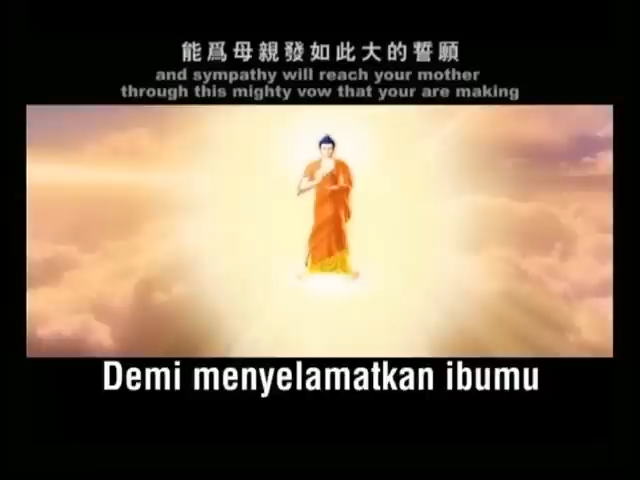 能爲母親發如此大的誓願
and sympathy will reach your mother
through this mighty vow that your are making
Demi menyelamatkan ibumu